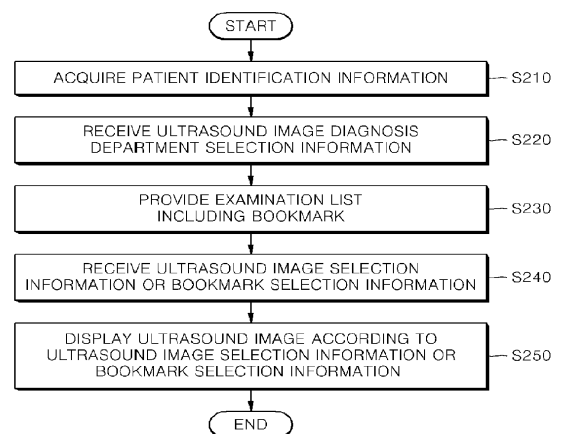 START
ACQUIRE PATIENT IDENTIFICATION INFORMATION
S210
RECEIVE ULTRASOUND IMAGE DIAGNOSIS
DEPARTMENT SELECTION INFORMATION
S220
PROVIDE EXAMINATION LIST
INCLUDING BOOKMARK
S230
RECEIVE ULTRASOUND IMAGE SELECTION
INFORMATION OR BOOKMARK SELECTION INFORMATION
S240
DISPLAY ULTRASOUND IMAGE ACCORDING TO
ULTRASOUND IMAGE SELECTION INFORMATION OR
BOOKMARK SELECTION INFORMATION
S250
END